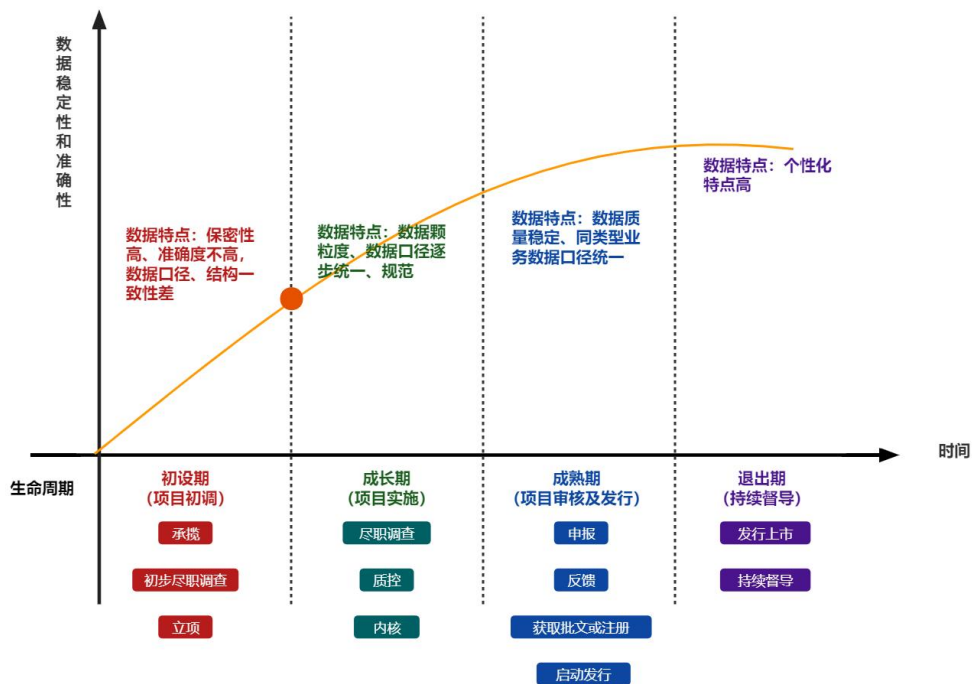 数据稳定性和准确性
数据特点：保密性
高、准确度不高，
数据口径、结构一
致性差
数据特点：数据颗
粒度、数据口径逐
步统一、规范
数据特点：数据质
量稳定、同类型业
务数据口径统一
数据特点：个性化
特点高
时间
生命周期
初设期
（项目初调）
承揽
初步尽职调查
立项
成长期
（项目实施）
尽职调查
质控
内核
成熟期
（项目审核及发行）
申报
反馈
获取批文或注册
启动发行
退出期
（持续督导）
发行上市
持续督导